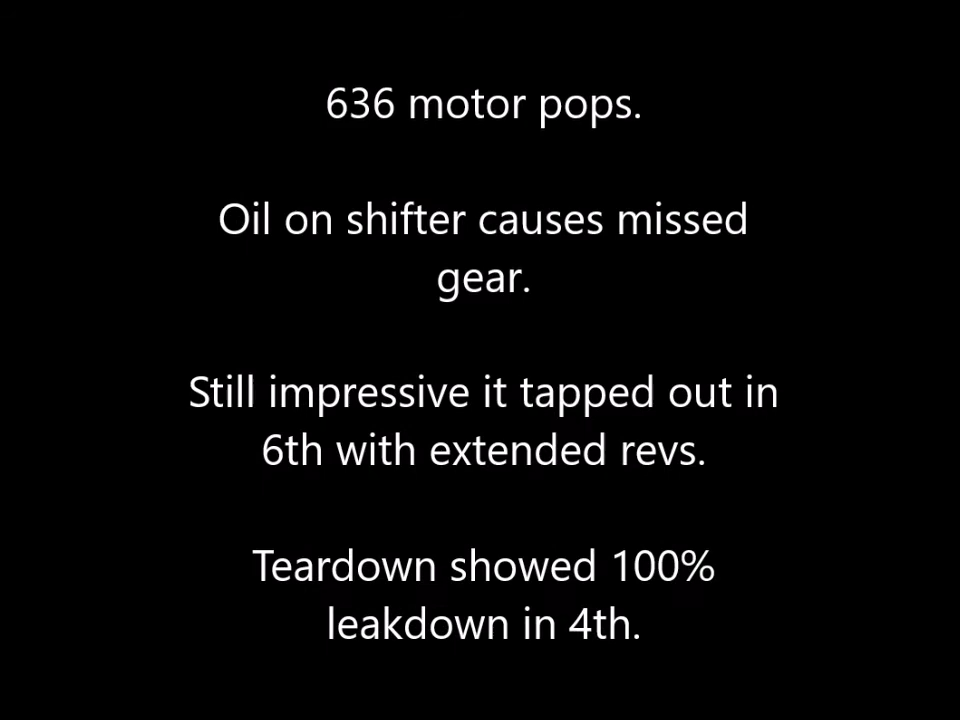 636 motor pops.
Oil on shifter causes missed
gear.
Still impressive it tapped out in
6th with extended revs.
Teardown showed 100%
leakdown in 4th.